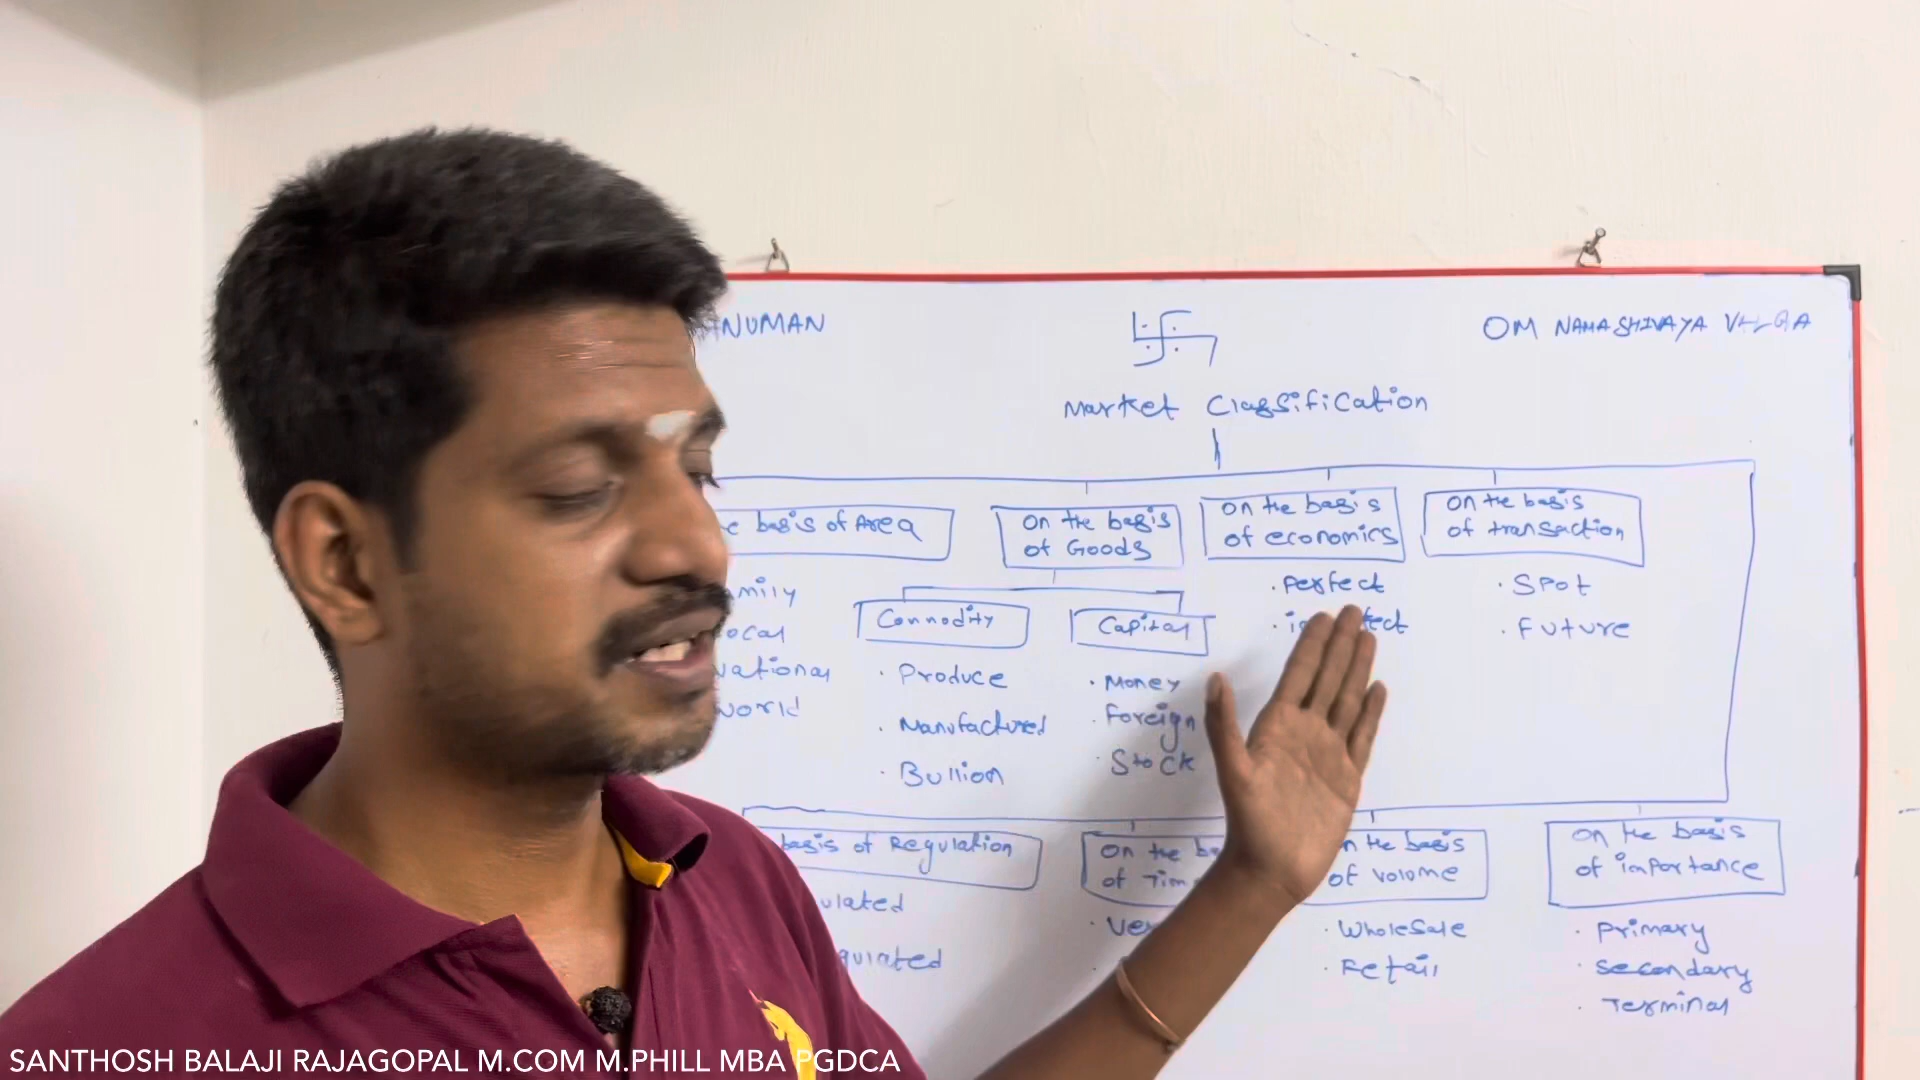 HANUMAN
OM NAMASHIVAYA
Market Classification
basis of Area
On the basis
of Goods
On the basis
of economics
On the basis
of transaction
National
World
Commodity
Capital
. Produce
. Manufactured
. Bullion
. Money
. Foreign
. Stock
. Perfect
. Spot
. Future
basis of Regulation
On the
of
the basis
of volume
On the basis
of importance
. Wholesale
. Retail
. Primary
. Secondary
. Terminal
SANTHOSH BALAJI RAJAGOPAL M.COM M.PHILL MBA PGDCA